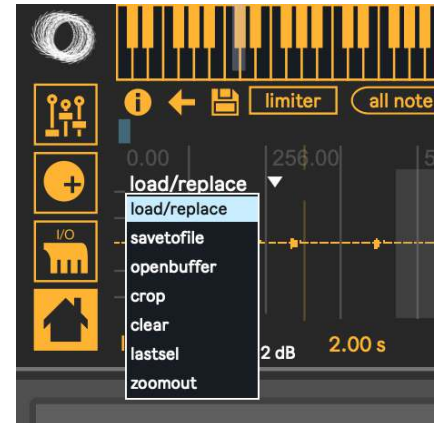 limiter
all note
0.00
256.00
5
load/replace
load/replace
savetofile
I/O
openbuffer
crop
clear
lastsel
2 dB
2.00 s
zoomout